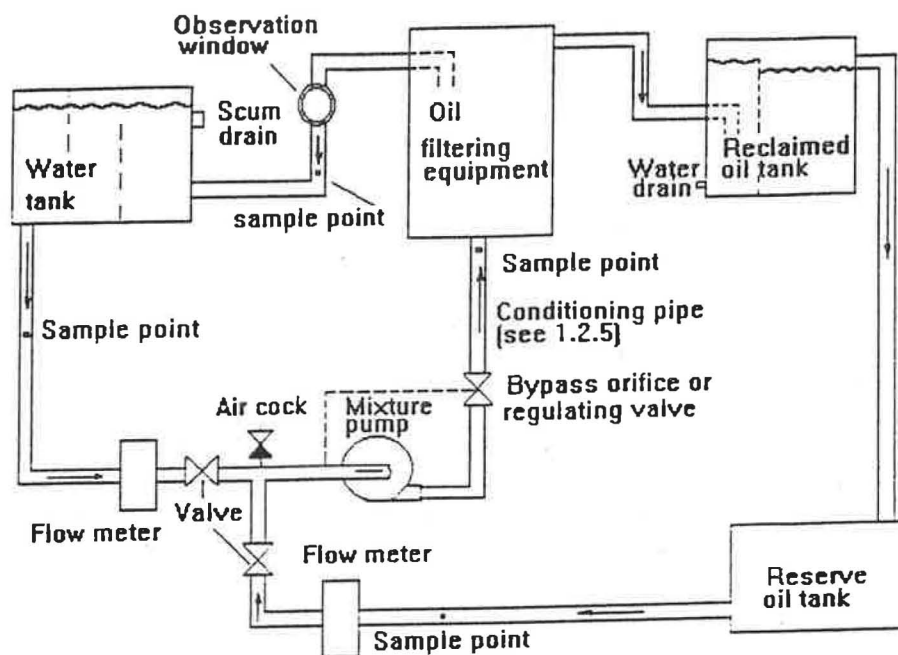 Observation
window
Scum
drain
Water
tank
sample point
Oil
filtering
equipment
Water
drain
Reclaimed
oil tank
Sample point
Sample point
Conditioning pipe
(see 1.2.5)
Bypass orifice or
regulating valve
Air cock
Mixture
pump
Flow meter
Valve
Flow meter
Sample point
Reserve
oil tank